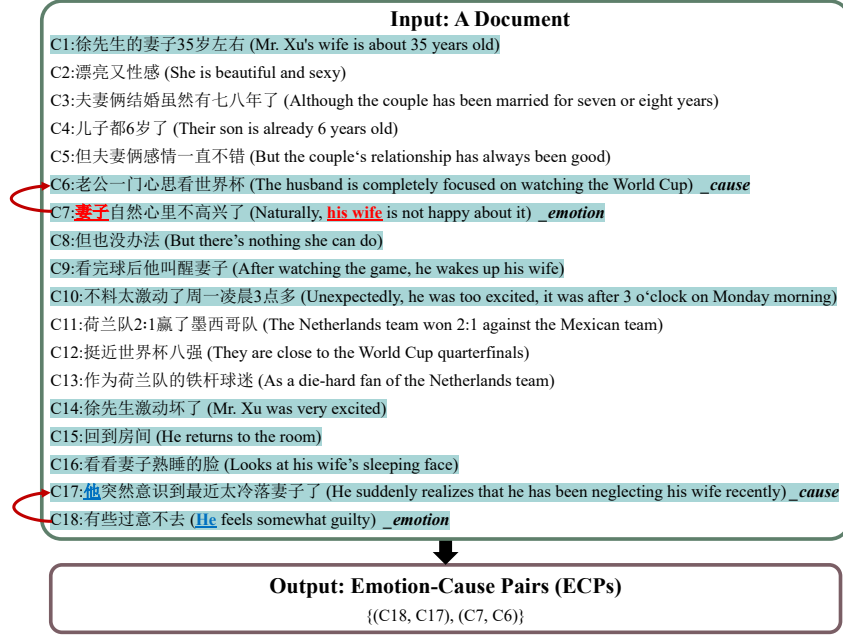 Input: A Document
C1:徐先生的妻子35岁左右 (Mr. Xu's wife is about 35 years old)
C2:漂亮又性感 (She is beautiful and sexy)
C3:夫妻俩结婚虽然有七八年了 (Although the couple has been married for seven or eight years)
C4:儿子都6岁了 (Their son is already 6 years old)
C5:但夫妻俩感情一直不错 (But the couple‘s relationship has always been good)
C6:老公一门心思看世界杯 (The husband is completely focused on watching the World Cup) _cause
C7:妻子自然心里不高兴了 (Naturally, his wife is not happy about it) _emotion
C8:但也没办法 (But there’s nothing she can do)
C9:看完球后他叫醒妻子 (After watching the game, he wakes up his wife)
C10:不料太激动了周一凌晨3点多 (Unexpectedly, he was too excited, it was after 3 o‘clock on Monday morning)
C11:荷兰队2:1赢了墨西哥队 (The Netherlands team won 2:1 against the Mexican team)
C12:挺近世界杯八强 (They are close to the World Cup quarterfinals)
C13:作为荷兰队的铁杆球迷 (As a die-hard fan of the Netherlands team)
C14:徐先生激动坏了 (Mr. Xu was very excited)
C15:回到房间 (He returns to the room)
C16:看看妻子熟睡的脸 (Looks at his wife’s sleeping face)
C17:他突然意识到最近太冷落妻子了 (He suddenly realizes that he has been neglecting his wife recently) _cause
C18:有些过意不去 (He feels somewhat guilty) _emotion
Output: Emotion-Cause Pairs (ECPs)
{(C18, C17), (C7, C6)}